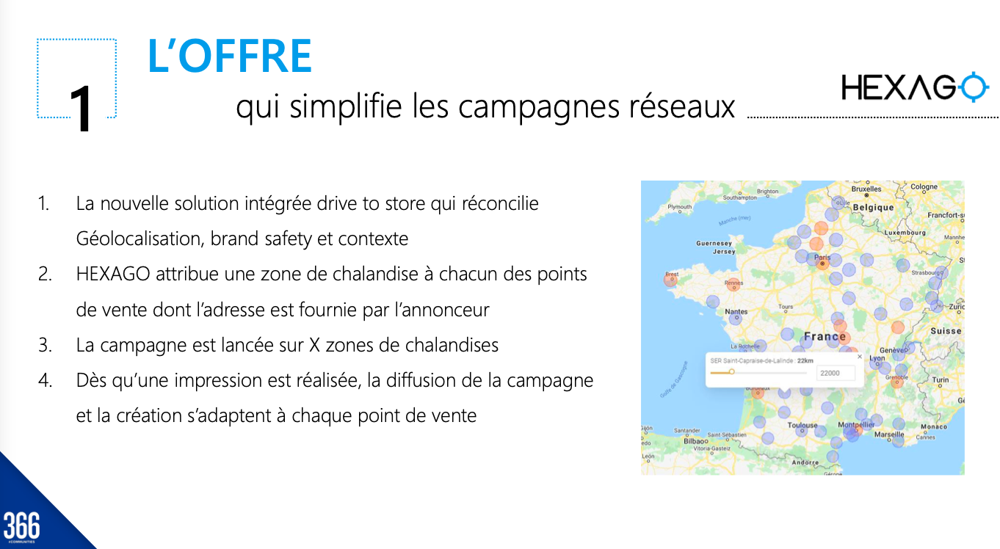 1
L'OFFRE
qui simplifie les campagnes réseaux
HEXAGO
1. La nouvelle solution intégrée drive to store qui réconcilie
Géolocalisation, brand safety et contexte
2. HEXAGO attribue une zone de chalandise à chacun des points
de vente dont l'adresse est fournie par l'annonceur
3. La campagne est lancée sur X zones de chalandises
4. Dès qu'une impression est réalisée, la diffusion de la campagne
et la création s'adaptent à chaque point de vente
Brighton
Southampton
Plymouth
Bruxelles
Cologne
Lille
Belgique
Manche (mer)
Francfort-s
Luxembourg
Mannhe
Guernesey
Jersey
Paris
Strasbourg
Brest
Rennes
Tours
Nantes
Zuric
France
Suisse
La Rochelle
Genève
Lyon
SER Saint-Capraise-de-Lalinde : 22km
22000
Golfe de Gascogne
Grenoble
Turin
Bordeaux
Toulouse
Montpellier
Marseille
Monaco
Cannes
Gijón
Santander
Saint-Sébastien
Bilbao
Vitoria-Gasteiz
León
Andorre
Gérone
366
#COMMUNITIES